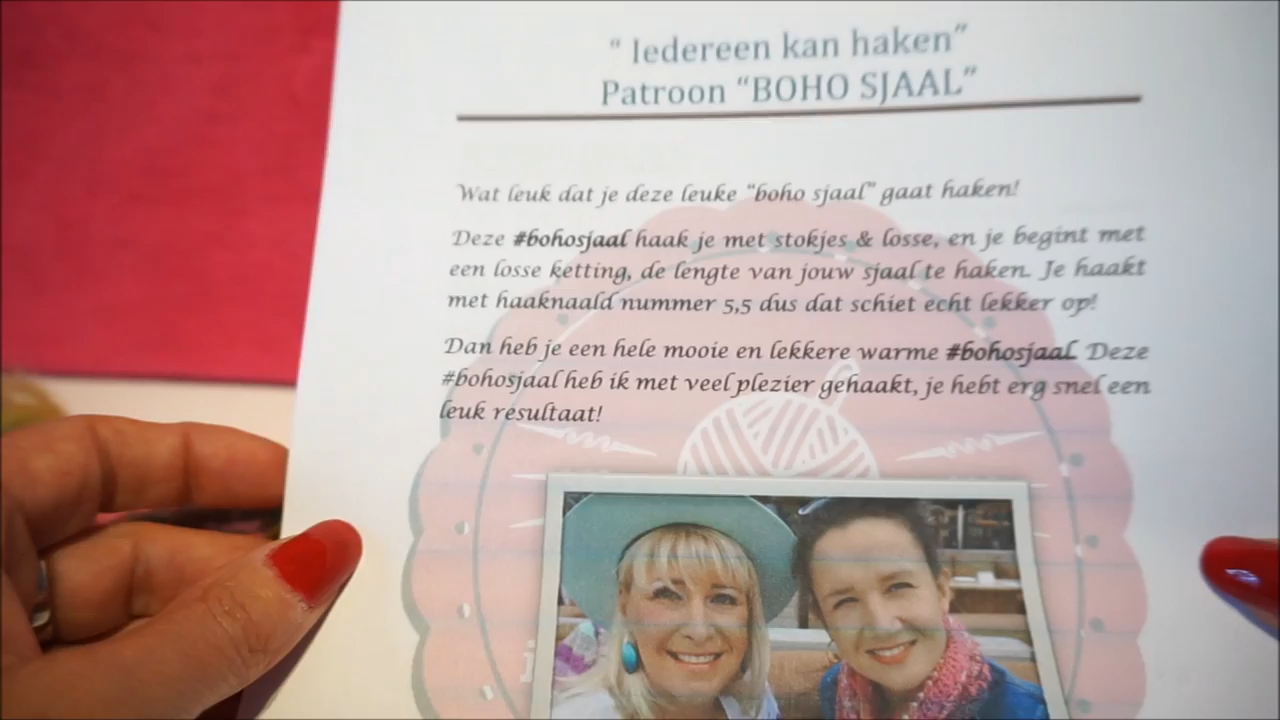 “ Iedereen kan haken”
Patroon “BOHO SJAAL”
Wat leuk dat je deze leuke “boho sjaal” gaat haken!
Deze #bohosjaal haak je met stokjes & losse, en je begint met
een losse ketting, de lengte van jouw sjaal te haken. Je haakt
met haaknaald nummer 5,5 dus dat schiet echt lekker op!
Dan heb je een hele mooie en lekkere warme #bohosjaal. Deze
#bohosjaal heb ik met veel plezier gehaakt, je hebt erg snel een
leuk resultaat!